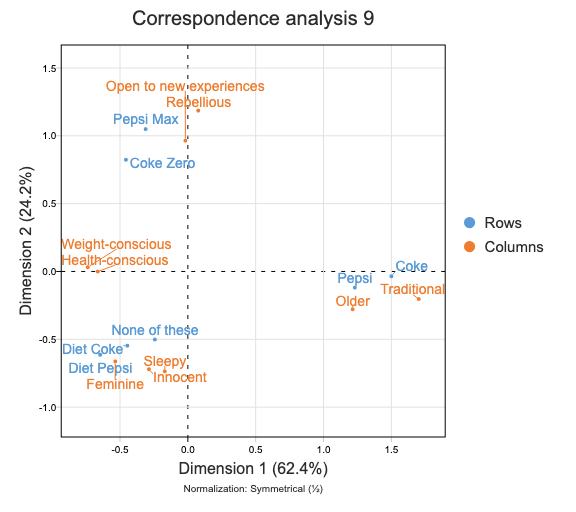 Correspondence analysis 9
1.5
Open to new experiences
Rebellious
Pepsi Max
1.0
Coke Zero
0.5
Weight-conscious
Health-conscious
0.0
Coke
Pepsi
Traditional
Older
None of these
-0.5
Diet Coke
Sleepy
Diet Pepsi
Innocent
Feminine
-1.0
-0.5 0.0 0.5 1.0 1.5
Dimension 1 (62.4%)
Normalization: Symmetrical (½)
Dimension 2 (24.2%)
Rows
Columns